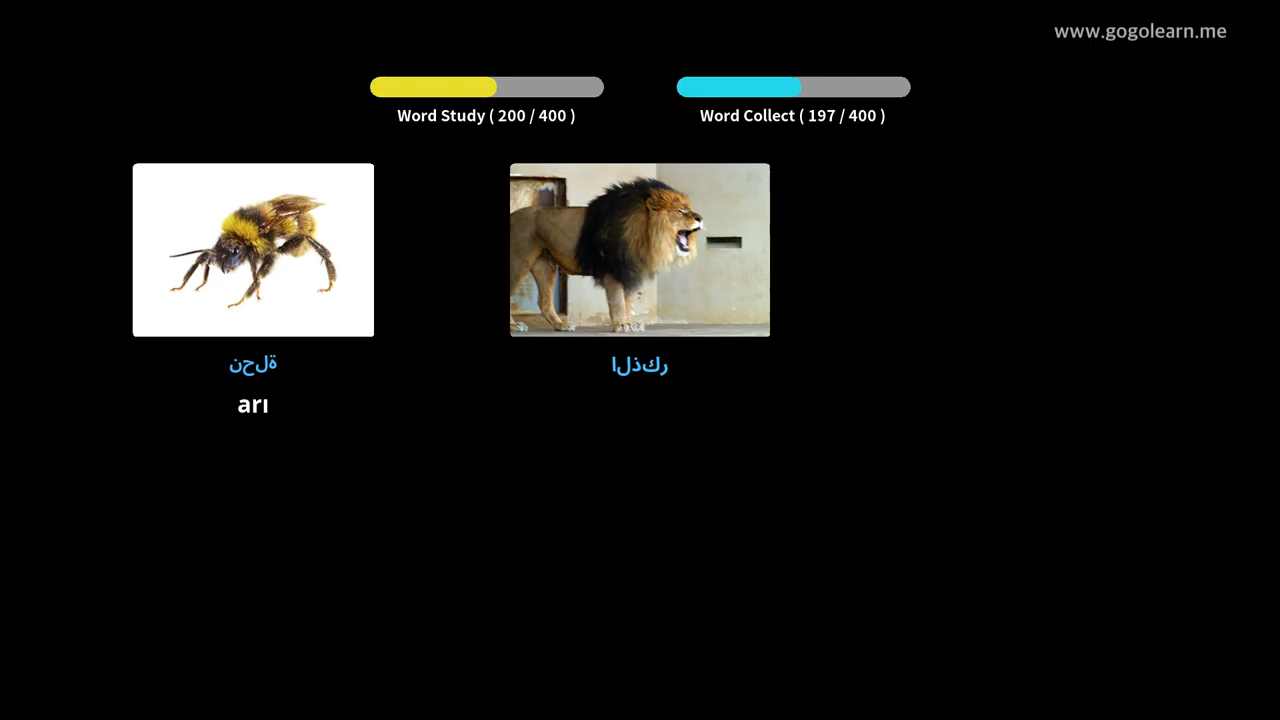 www.gogolearn.me
Word Study ( 200 / 400 )
Word Collect ( 197 / 400 )
نحلة
الذكر
arı